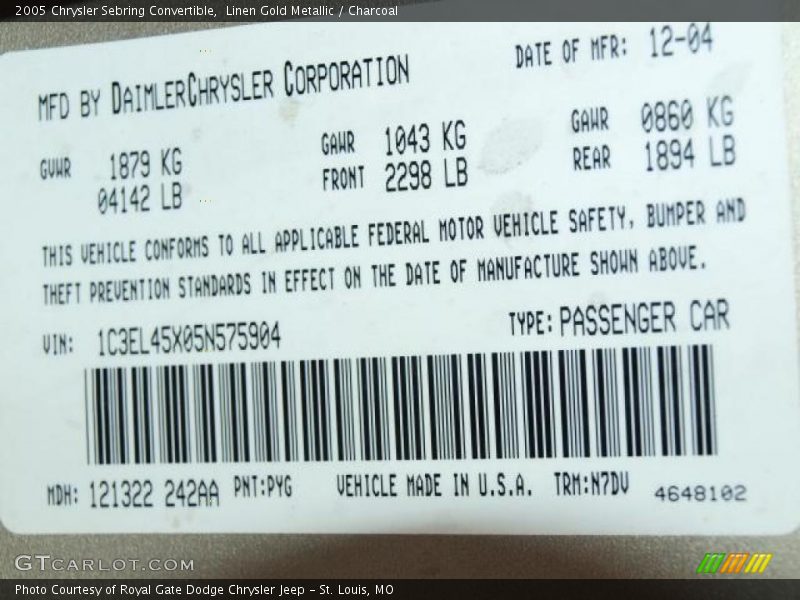 2005 Chrysler Sebring Convertible,  Linen Gold Metallic / Charcoal
MFD BY DAIMLERCHRYSLER CORPORATION
DATE OF MFR: 12-04
GVWR 1879 KG
04142 LB
GAWR 1043 KG
FRONT 2298 LB
GAWR 0860 KG
REAR 1894 LB
THIS VEHICLE CONFORMS TO ALL APPLICABLE FEDERAL MOTOR VEHICLE SAFETY, BUMPER AND
THEFT PREVENTION STANDARDS IN EFFECT ON THE DATE OF MANUFACTURE SHOWN ABOVE.
VIN: 1C3EL45X05N575904
TYPE: PASSENGER CAR
MDH: 121322 242AA PNT:PYG VEHICLE MADE IN U.S.A. TRM:N7DV 4648102
GTCARLOT.COM
Photo Courtesy of Royal Gate Dodge Chrysler Jeep – St. Louis, MO